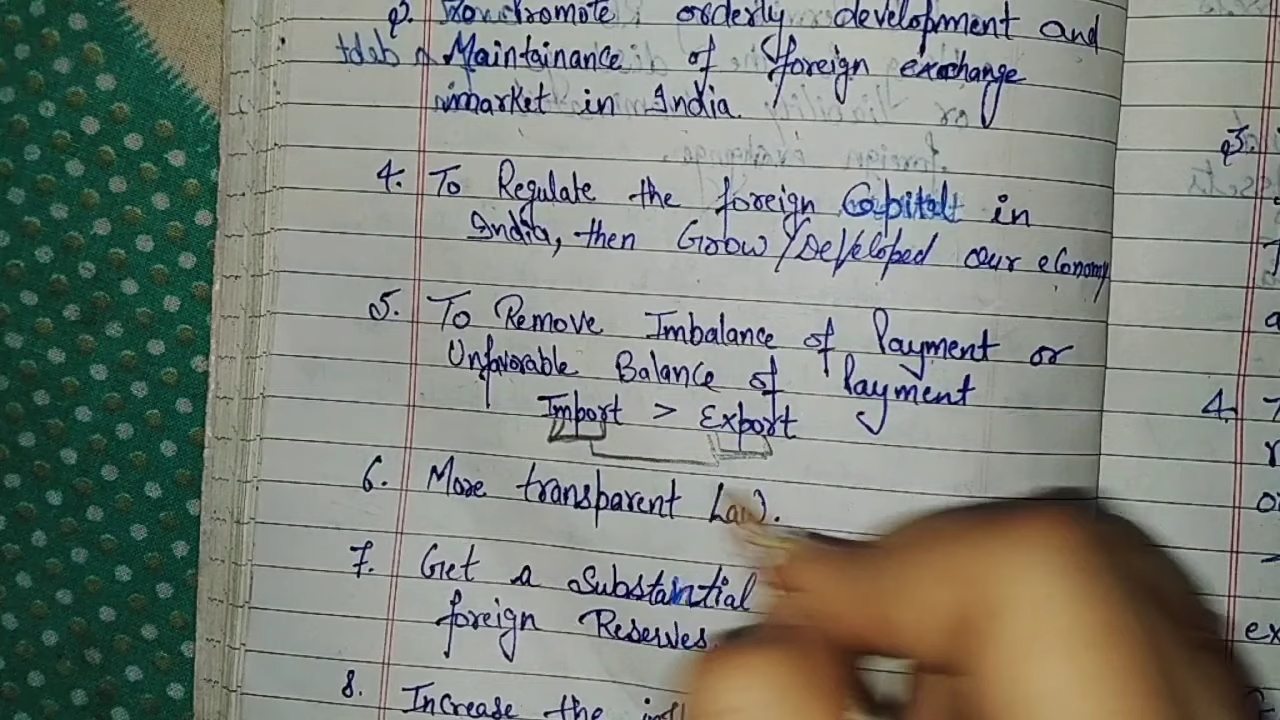 Promote orderly development and
Maintainance of foreign exchange
market in India.
4. To Regulate the foreign Capital in
India, then Grow/Developed our economy
5. To Remove Imbalance of Payment or
Unfavorable Balance of Payment
Import > Export
6. More transparent Law.
7. Get a Substantial
foreign Reserves.
8. Increase the
4.
ex